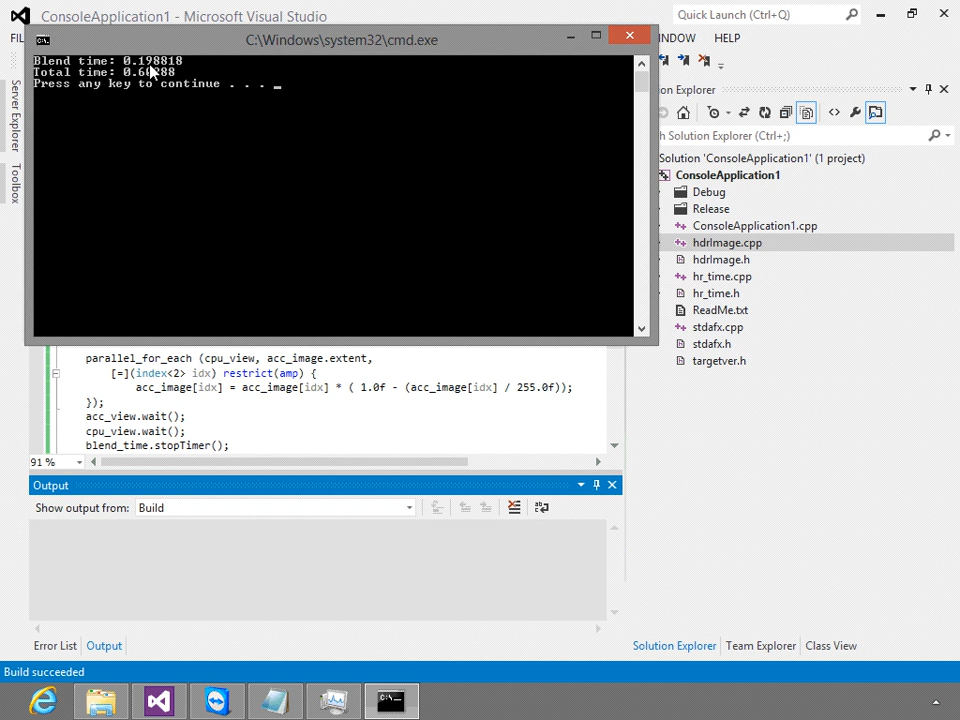 ConsoleApplication1 - Microsoft Visual Studio
Quick Launch (Ctrl+Q)
C:\Windows\system32\cmd.exe
FIL
INDOW HELP
Blend time: 0.198818
Total time:
Press any key to continue . . . _
Server Explorer
Toolbox
on Explorer
h Solution Explorer (Ctrl+;)
Solution 'ConsoleApplication1' (1 project)
ConsoleApplication1
Debug
Release
ConsoleApplication1.cpp
hdrImage.cpp
hdrImage.h
hr_time.cpp
hr_time.h
ReadMe.txt
stdafx.cpp
stdafx.h
targetver.h
parallel_for_each (cpu_view, acc_image.extent,
[=](index<2> idx) restrict(amp) {
acc_image[idx] = acc_image[idx] * ( 1.0f - (acc_image[idx] / 255.0f));
});
acc_view.wait();
cpu_view.wait();
blend_time.stopTimer();
91 %
Output
Show output from: Build
Error List Output
Solution Explorer Team Explorer Class View
Build succeeded